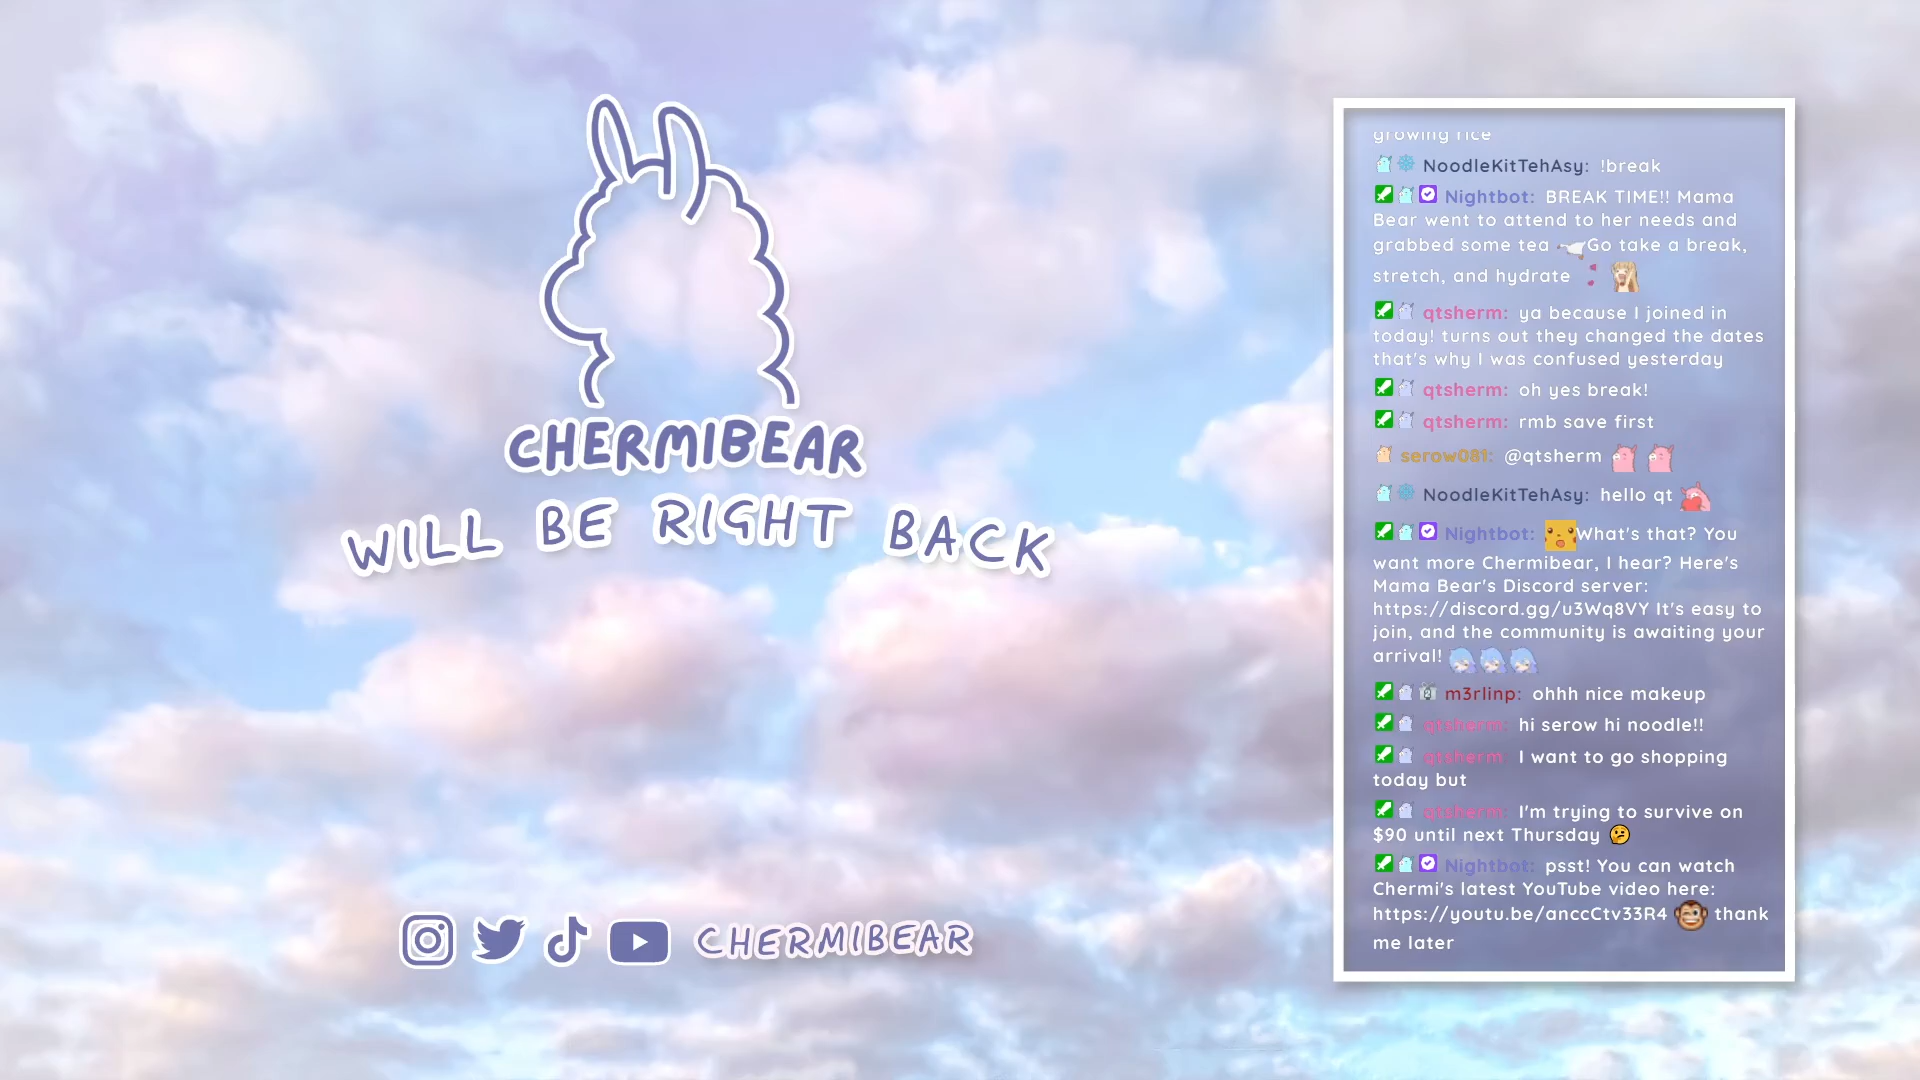 CHERMIBEAR
WILL BE RIGHT BACK
CHERMIBEAR
growing rice
NoodleKitTehAsy: !break
Nightbot: BREAK TIME!! Mama
Bear went to attend to her needs and
grabbed some tea Go take a break,
stretch, and hydrate
qtsherm: ya because I joined in
today! turns out they changed the dates
that's why I was confused yesterday
qtsherm: oh yes break!
qtsherm: rmb save first
serow081: @qtsherm
NoodleKitTehAsy: hello qt
Nightbot: What's that? You
want more Chermibear, I hear? Here's
Mama Bear's Discord server:
https://discord.gg/u3Wq8VY It's easy to
join, and the community is awaiting your
arrival!
m3rlinp: ohhh nice makeup
qtsherm: hi serow hi noodle!!
qtsherm: I want to go shopping
today but
qtsherm: I'm trying to survive on
$90 until next Thursday
Nightbot: psst! You can watch
Chermi's latest YouTube video here:
https://youtu.be/anccCtv33R4 thank
me later